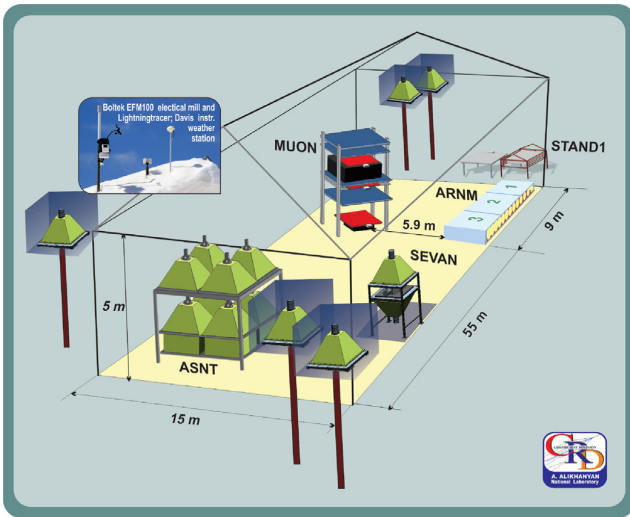 Boltek EFM100 electical mill and
Lightningtracer; Davis instr.
weather
station
MUON
STAND1
ARNM
1
2
3
5.9 m
9 m
SEVAN
55 m
5 m
ASNT
15 m
CRD
A. ALIKHANYAN
National Laboratory